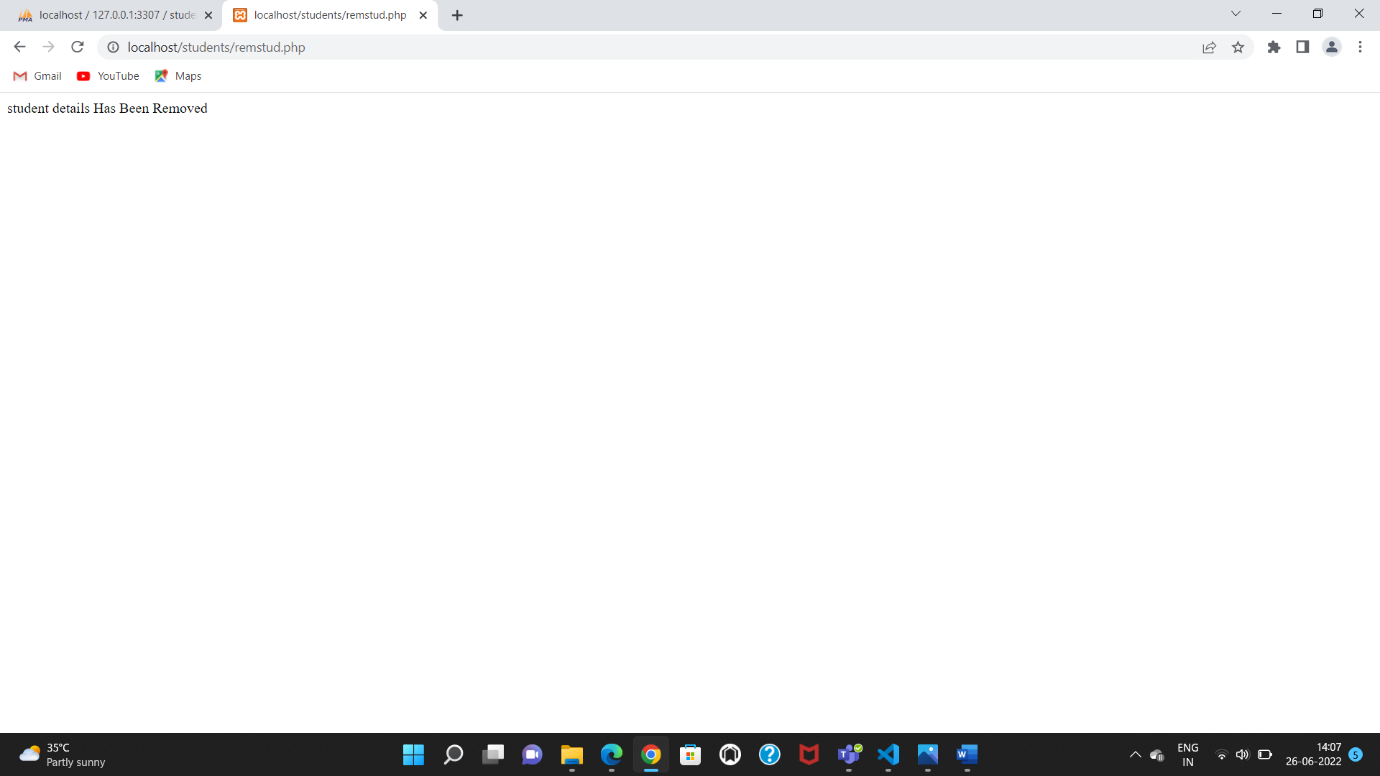 localhost / 127.0.0.1:3307 / stude
localhost/students/remstud.php
localhost/students/remstud.php
Gmail
YouTube
Maps
student details Has Been Removed
35°C
Partly sunny
ENG
IN
14:07
26-06-2022
5